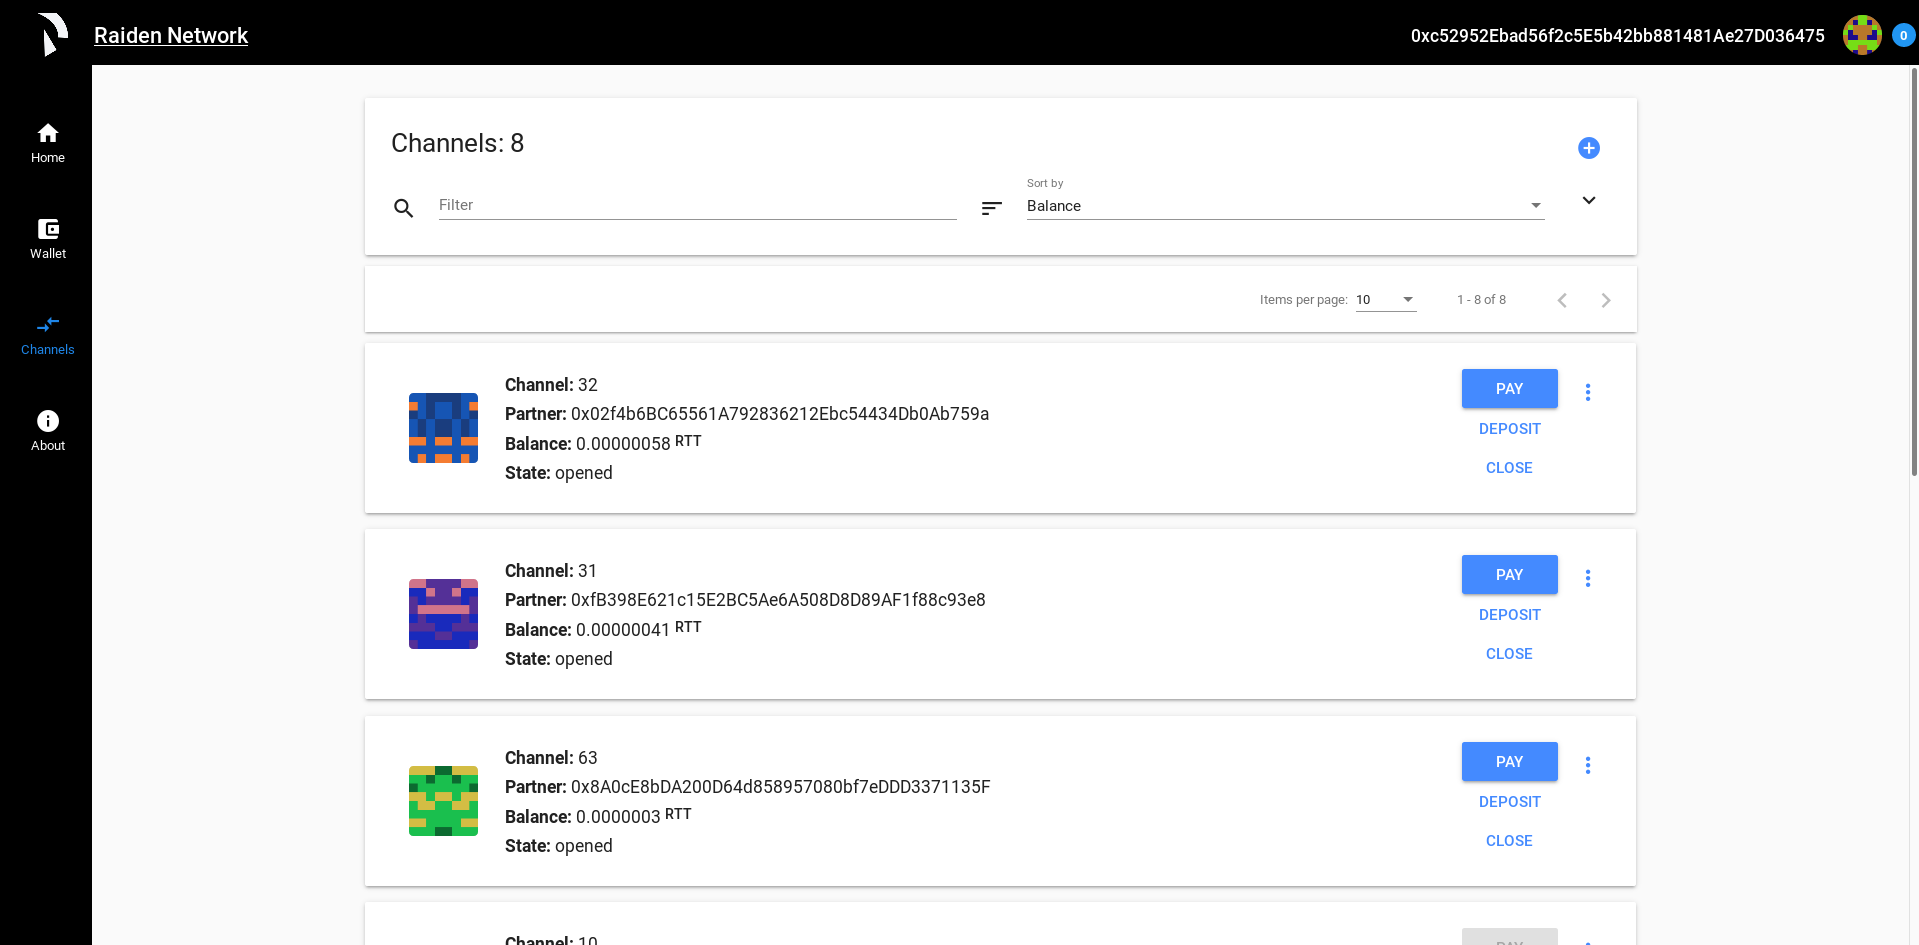 Raiden Network
0xc52952Ebad56f2c5E5b42bb881481Ae27D036475
0
Home
Wallet
Channels
About
Channels: 8
Filter
Sort by
Balance
Items per page: 10
1 - 8 of 8
Channel: 32
Partner: 0x02f4b6BC65561A792836212Ebc54434Db0Ab759a
Balance: 0.00000058 RTT
State: opened
PAY
DEPOSIT
CLOSE
Channel: 31
Partner: 0xfB398E621c15E2BC5Ae6A508D8D89AF1f88c93e8
Balance: 0.00000041 RTT
State: opened
PAY
DEPOSIT
CLOSE
Channel: 63
Partner: 0x8A0cE8bDA200D64d858957080bf7eDDD3371135F
Balance: 0.0000003 RTT
State: opened
PAY
DEPOSIT
CLOSE
Channel: 10
PAY